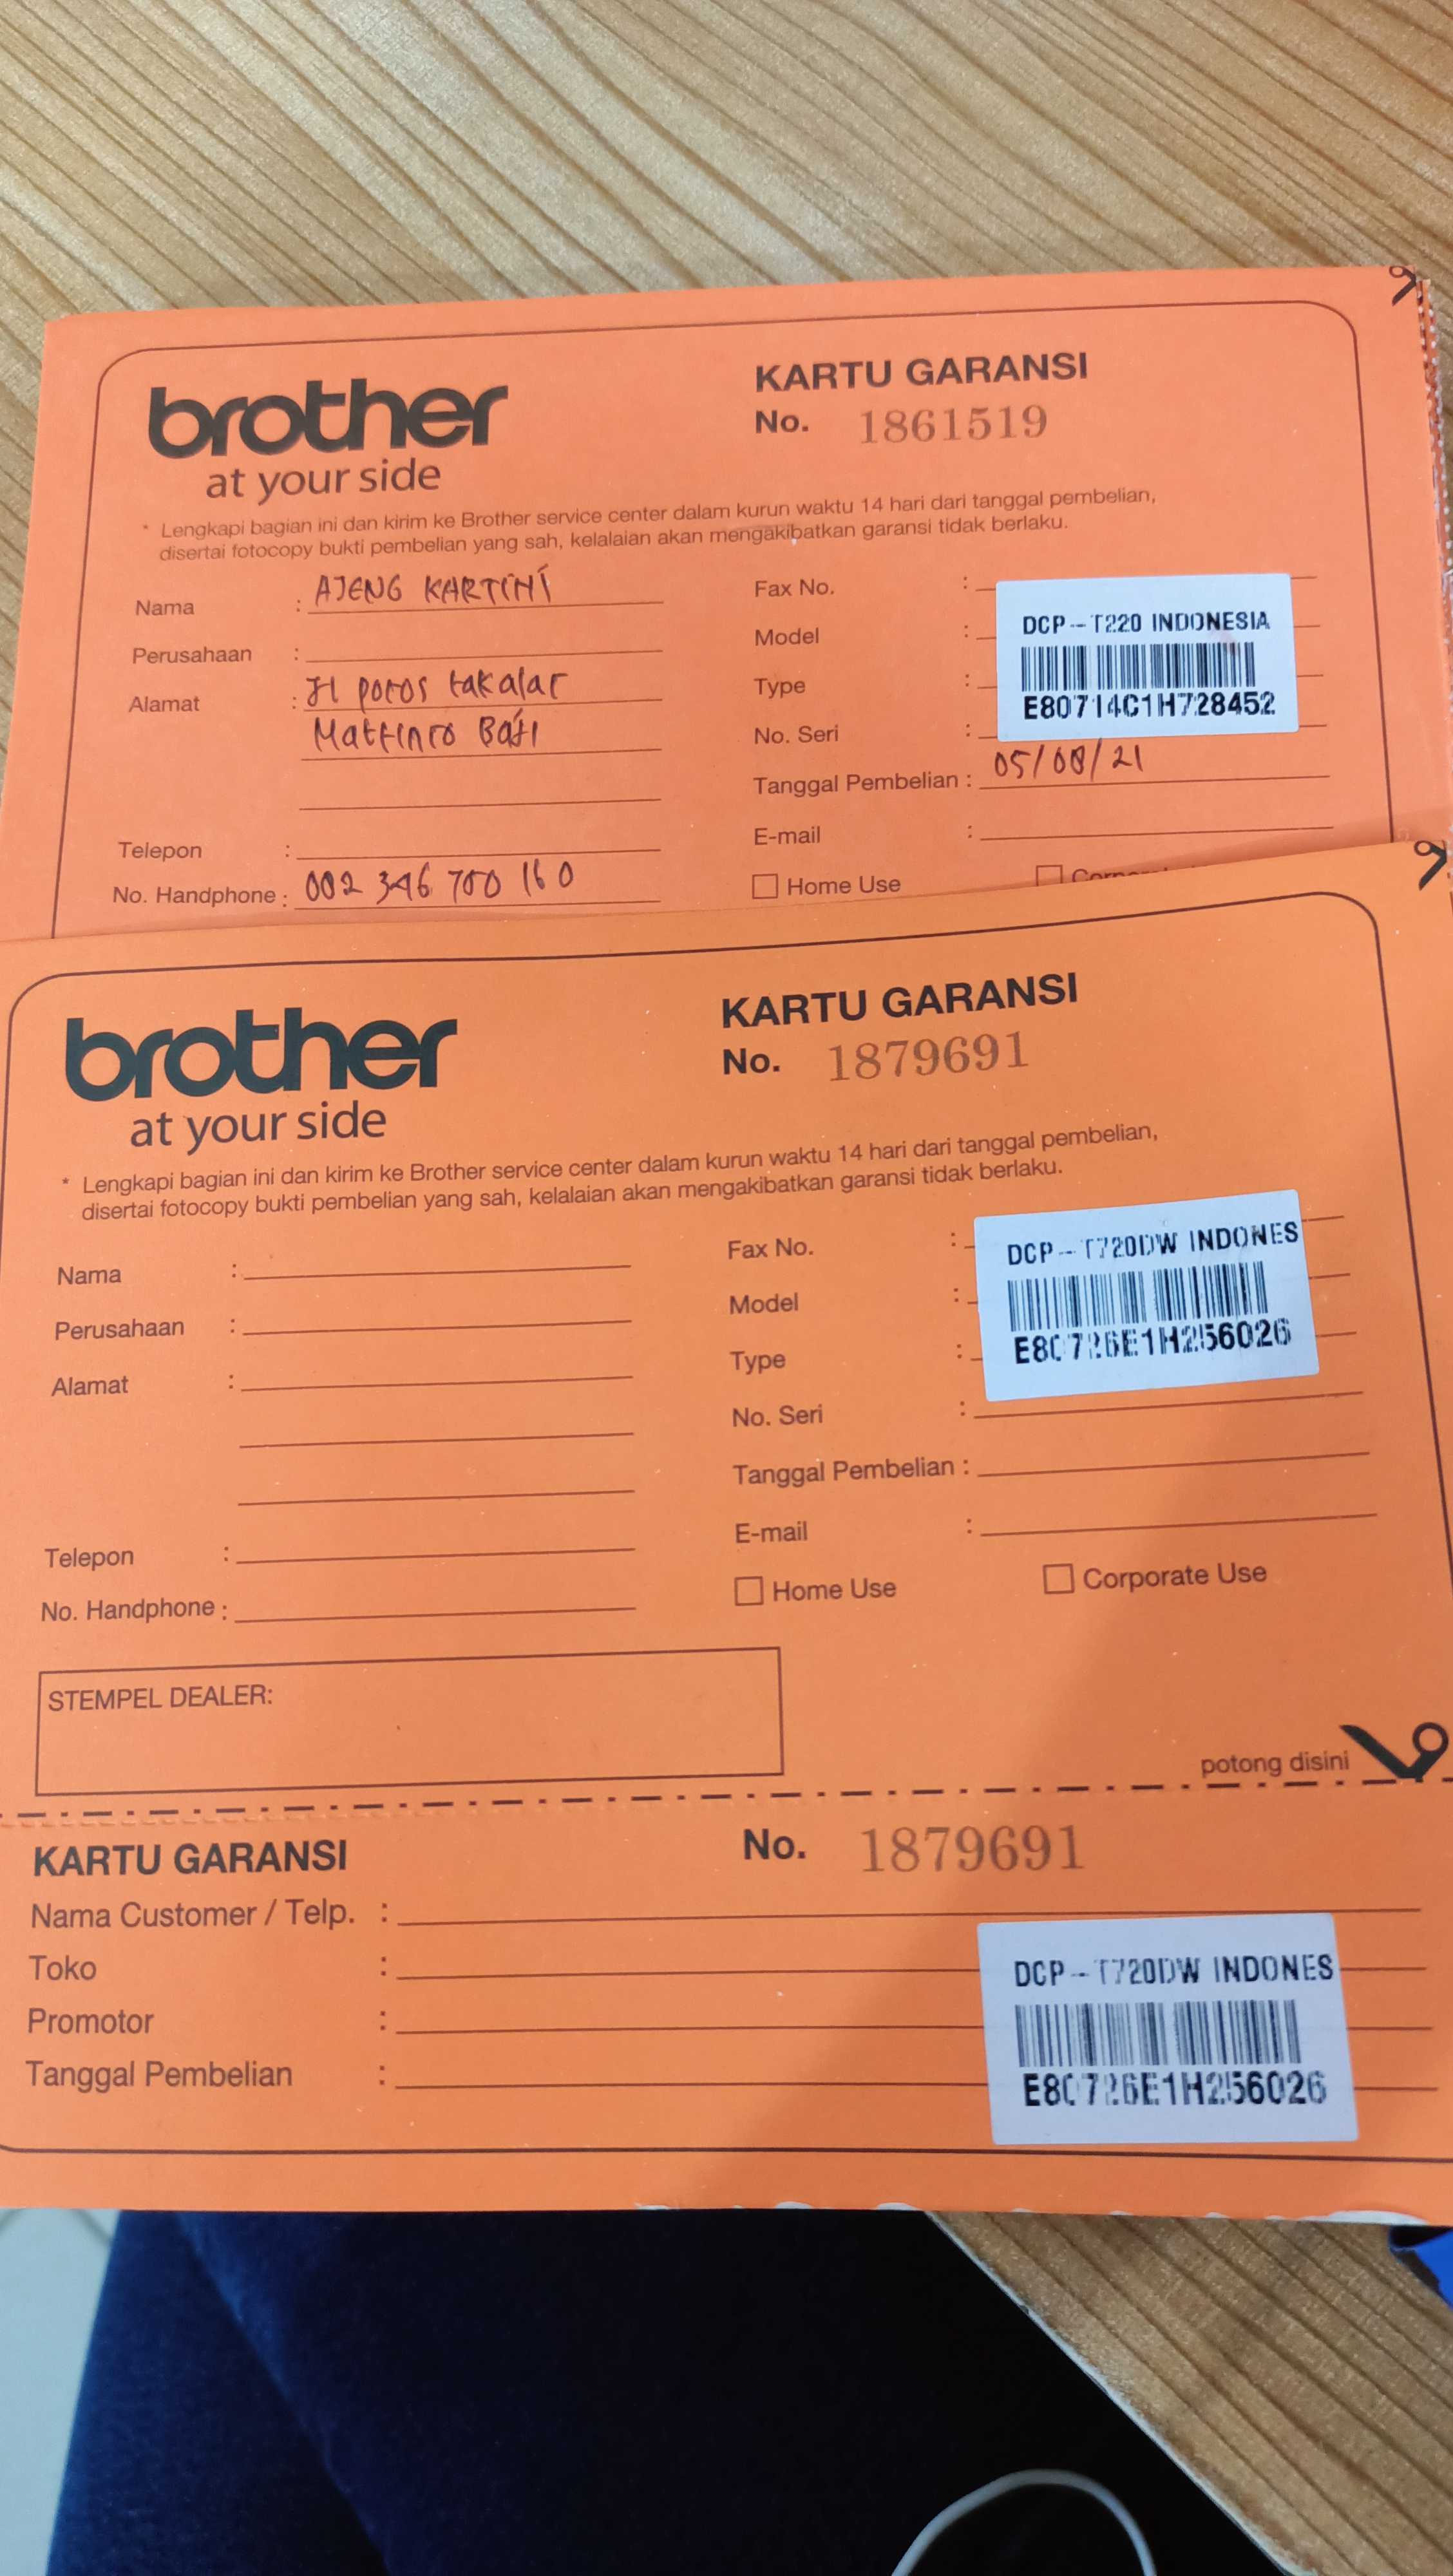 brother
at your side
KARTU GARANSI
No. 1861519
* Lengkapi bagian ini dan kirim ke Brother service center dalam kurun waktu 14 hari dari tanggal pembelian,
disertai fotocopy bukti pembelian yang sah, kelalaian akan mengakibatkan garansi tidak berlaku.
Nama : AJENG KARTINI
Perusahaan :
Alamat : Jl poros takalar
Mattinro Baji
Telepon :
No. Handphone : 082 346 700 160
Fax No. :
Model :
Type :
No. Seri :
DCP-T220 INDONESIA
E80714C1H728452
Tanggal Pembelian : 05/08/21
E-mail :
Home Use
brother
at your side
KARTU GARANSI
No. 1879691
* Lengkapi bagian ini dan kirim ke Brother service center dalam kurun waktu 14 hari dari tanggal pembelian,
disertai fotocopy bukti pembelian yang sah, kelalaian akan mengakibatkan garansi tidak berlaku.
Nama :
Perusahaan :
Alamat :
Telepon :
No. Handphone :
Fax No. :
Model :
Type :
No. Seri :
DCP-T720DW INDONES
E80726E1H256026
Tanggal Pembelian :
E-mail :
Home Use
Corporate Use
STEMPEL DEALER:
potong disini
KARTU GARANSI
No. 1879691
Nama Customer / Telp. :
Toko :
Promotor :
Tanggal Pembelian :
DCP-T720DW INDONES
E80726E1H256026